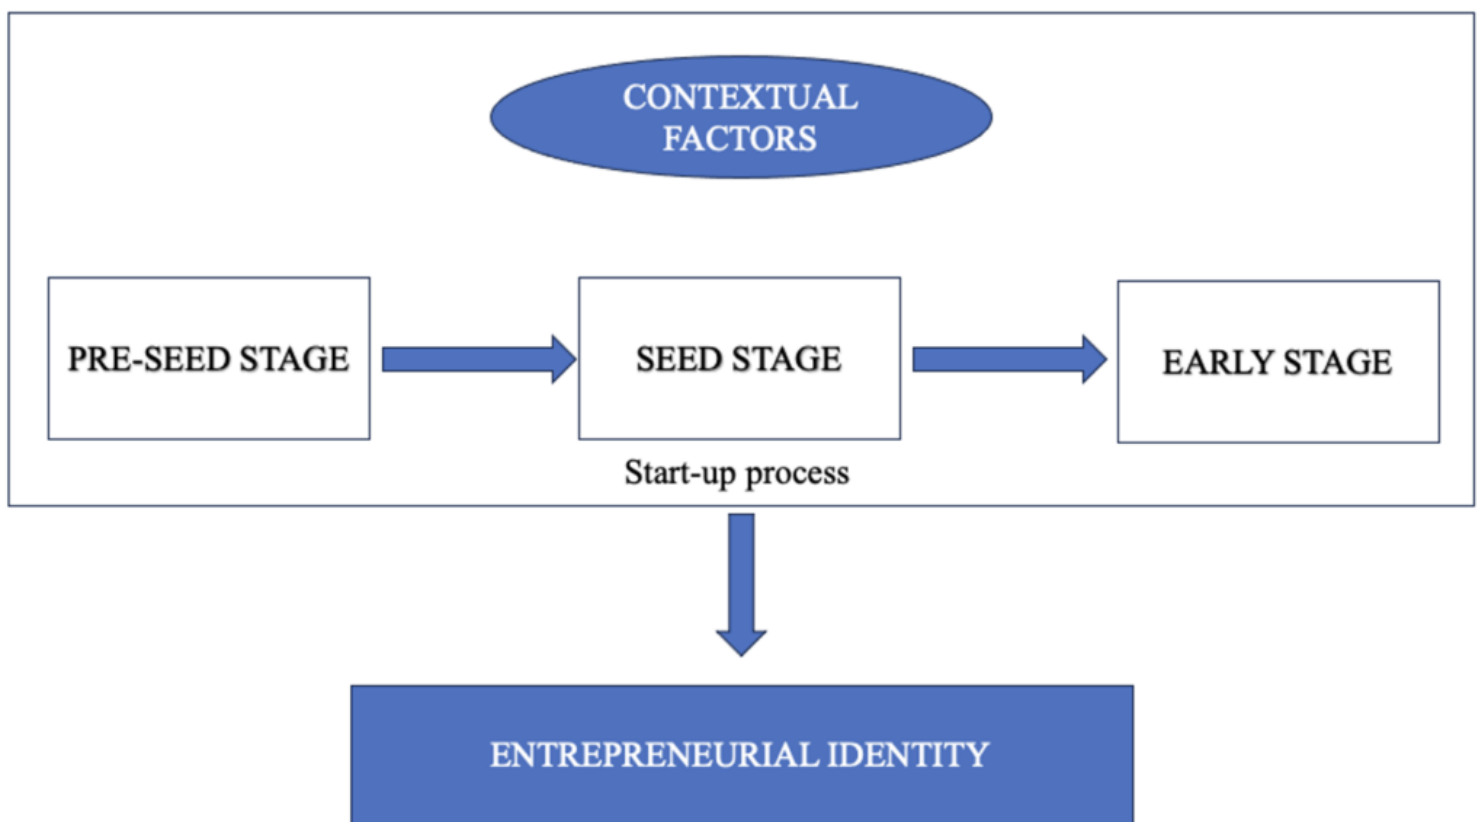 CONTEXTUAL
FACTORS
PRE-SEED STAGE
SEED STAGE
EARLY STAGE
Start-up process
ENTREPRENEURIAL IDENTITY